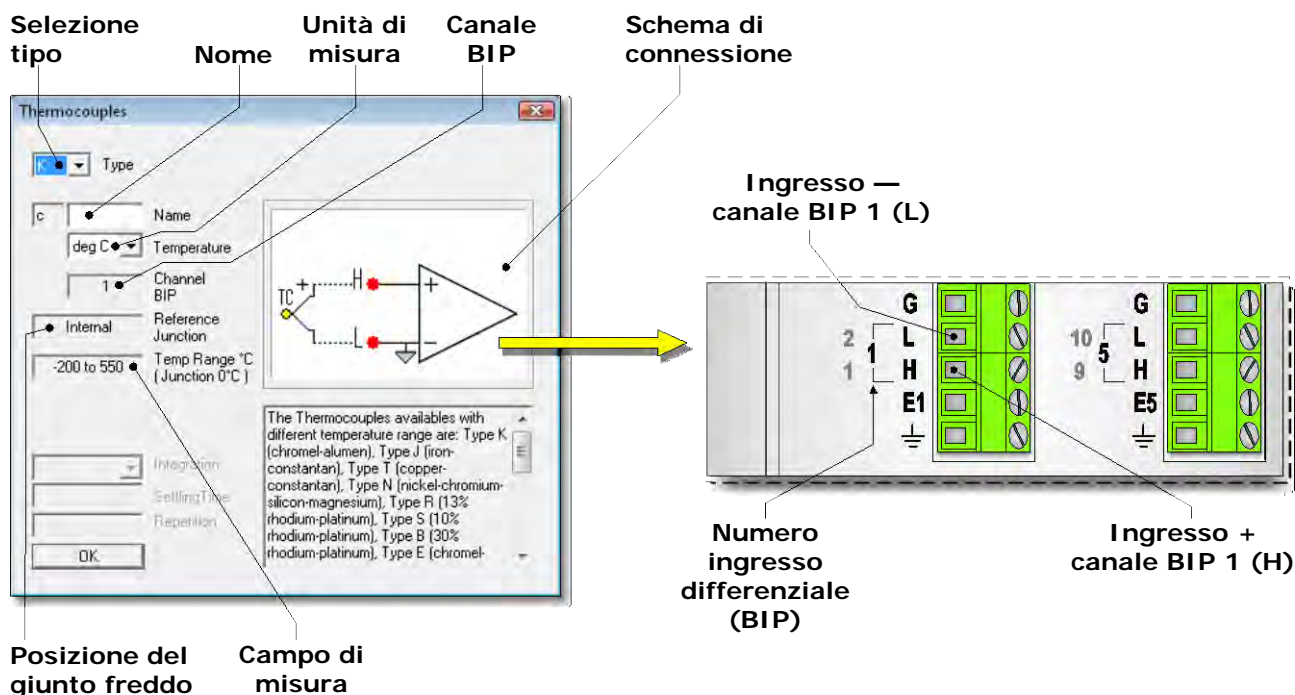 Selezione
tipo
Nome
Unità di
misura
Canale
BIP
Schema di
connessione
Thermocouples
K
Type
c
Name
deg C
Temperature
1
Channel
BIP
Internal
Reference
Junction
-200 to 550
Temp Range °C
( Junction 0°C )
Integration
SettlingTime
Repetition
OK
TC
+
H
L
+
−
The Thermocouples availables with
different temperature range are: Type K
(chromel-alumen), Type J (iron-
constantan), Type T (copper-
constantan), Type N (nickel-chromium-
silicon-magnesium), Type R (13%
rhodium-platinum), Type S (10%
rhodium-platinum), Type B (30%
rhodium-platinum), Type E (chromel-
Posizione del
giunto freddo
Campo di
misura
Ingresso —
canale BIP 1 (L)
G
2
L
1
1
H
E1
G
10
L
5
9
H
E5
Numero
ingresso
differenziale
(BIP)
Ingresso +
canale BIP 1 (H)